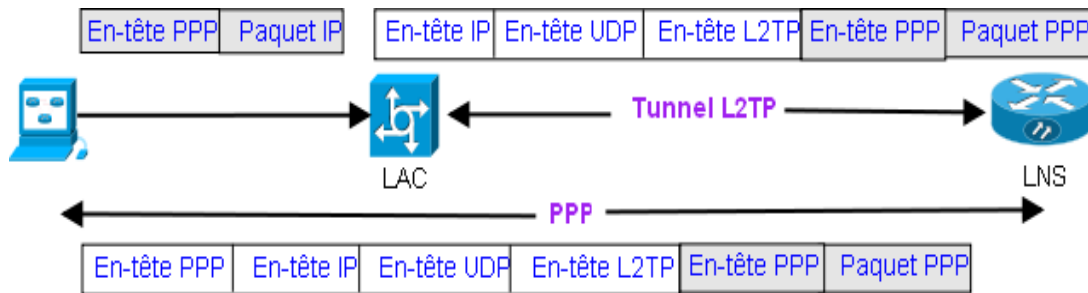 En-tête PPP Paquet IP En-tête IP En-tête UDP En-tête L2TP En-tête PPP Paquet PPP
Tunnel L2TP
LAC LNS
PPP
En-tête PPP En-tête IP En-tête UDP En-tête L2TP En-tête PPP Paquet PPP